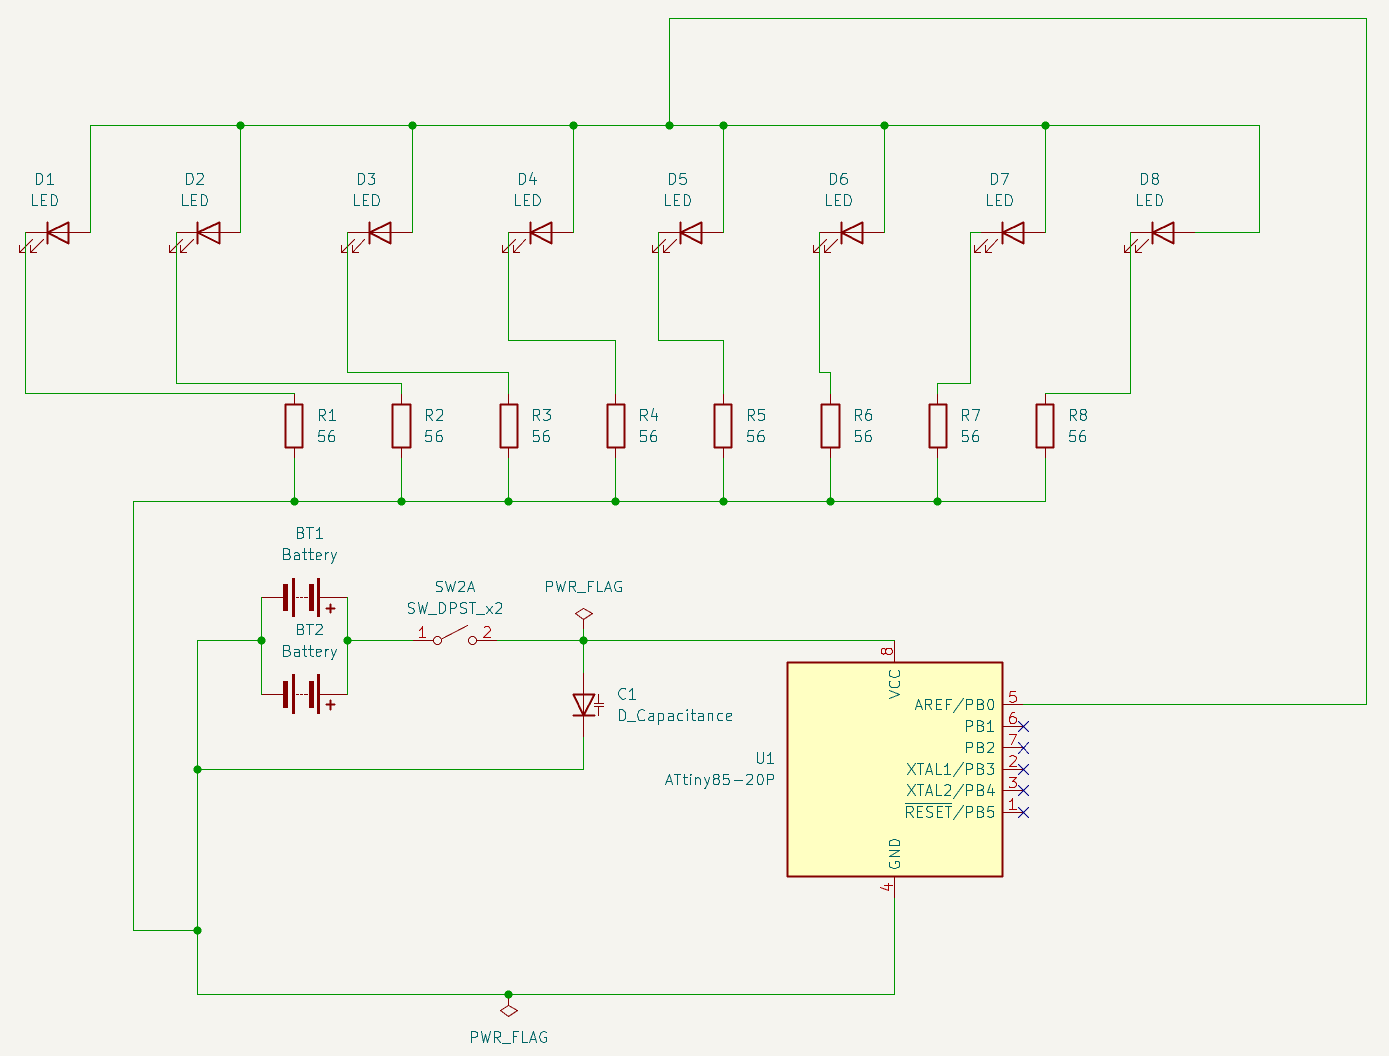 D1
LED
D2
LED
D3
LED
D4
LED
D5
LED
D6
LED
D7
LED
D8
LED
R1
56
R2
56
R3
56
R4
56
R5
56
R6
56
R7
56
R8
56
BT1
Battery
+
BT2
Battery
+
SW2A
SW_DPST_x2
1
2
PWR_FLAG
C1
D_Capacitance
U1
ATtiny85-20P
8
VCC
AREF/PB0 5
PB1 6
PB2 7
XTAL1/PB3 2
XTAL2/PB4 3
RESET/PB5 1
GND
4
PWR_FLAG